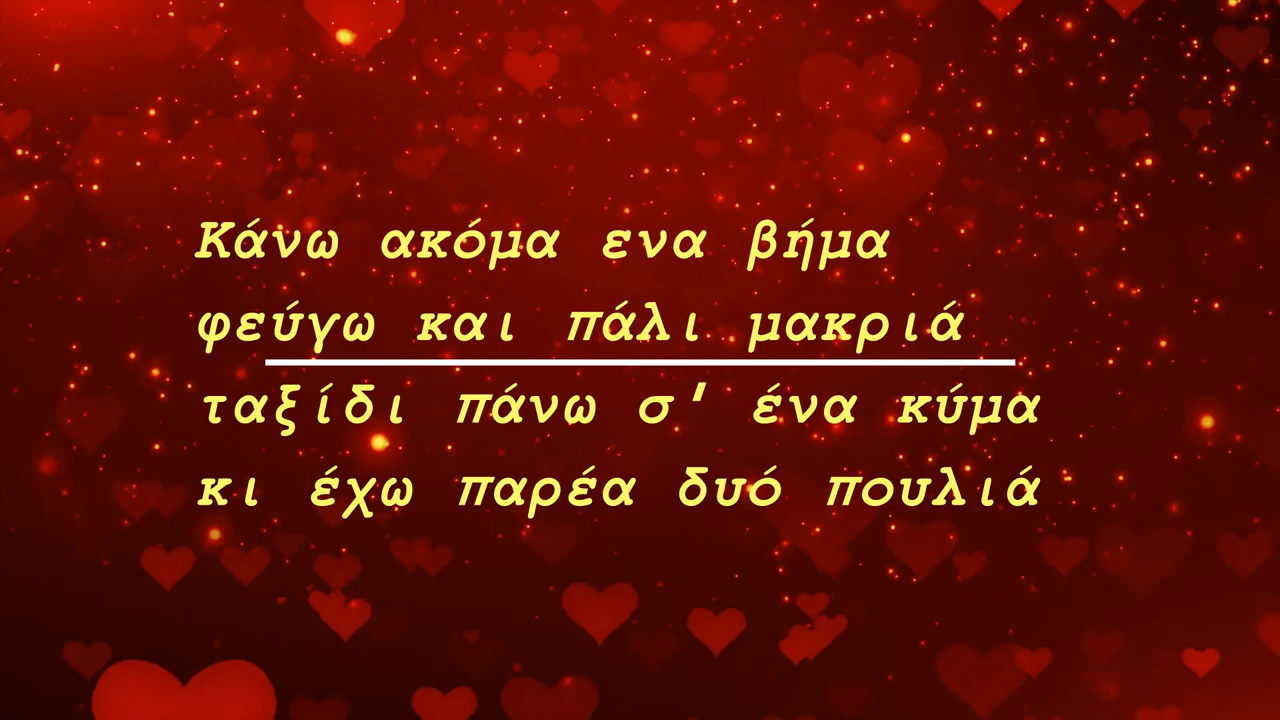 Κάνω ακόμα ενα βήμα
φεύγω και πάλι μακριά
ταξίδι πάνω σ' ένα κύμα
κι έχω παρέα δυό πουλιά